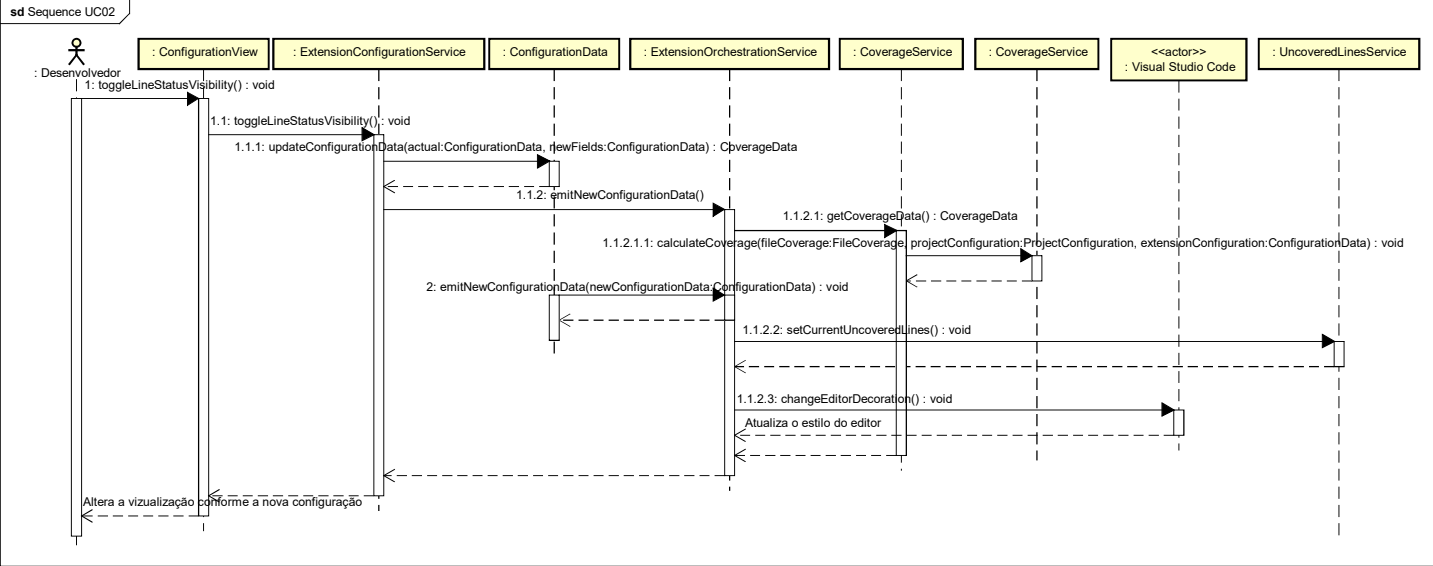 sd Sequence UC02
: Desenvolvedor
: ConfigurationView
: ExtensionConfigurationService
: ConfigurationData
: ExtensionOrchestrationService
: CoverageService
: CoverageService
<<actor>>
: Visual Studio Code
: UncoveredLinesService
1: toggleLineStatusVisibility() : void
1.1: toggleLineStatusVisibility() : void
1.1.1: updateConfigurationData(actual:ConfigurationData, newFields:ConfigurationData) : CoverageData
1.1.2: emitNewConfigurationData()
1.1.2.1: getCoverageData() : CoverageData
1.1.2.1.1: calculateCoverage(fileCoverage:FileCoverage, projectConfiguration:ProjectConfiguration, extensionConfiguration:ConfigurationData) : void
2: emitNewConfigurationData(newConfigurationData:ConfigurationData) : void
1.1.2.2: setCurrentUncoveredLines() : void
1.1.2.3: changeEditorDecoration() : void
Atualiza o estilo do editor
Altera a vizualização conforme a nova configuração